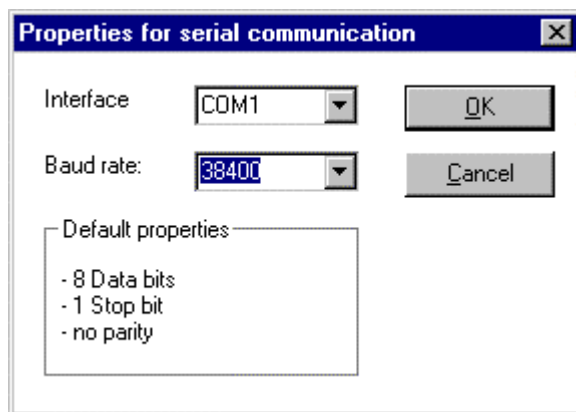 Properties for serial communication
Interface
COM1
OK
Baud rate:
38400
Cancel
Default properties
- 8 Data bits
- 1 Stop bit
- no parity